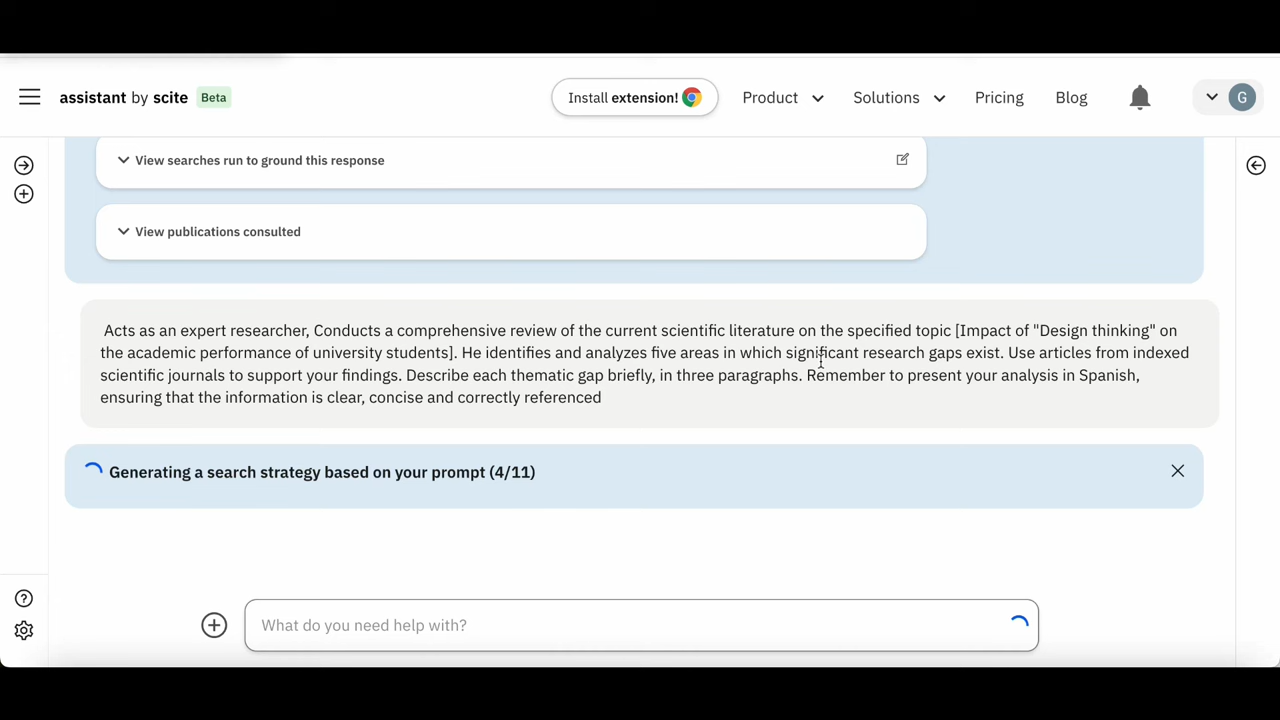 assistant by scite Beta
Install extension!
Product
Solutions
Pricing
Blog
G
View searches run to ground this response
View publications consulted
Acts as an expert researcher, Conducts a comprehensive review of the current scientific literature on the specified topic [Impact of "Design thinking" on
the academic performance of university students]. He identifies and analyzes five areas in which significant research gaps exist. Use articles from indexed
scientific journals to support your findings. Describe each thematic gap briefly, in three paragraphs. Remember to present your analysis in Spanish,
ensuring that the information is clear, concise and correctly referenced
Generating a search strategy based on your prompt (4/11)
What do you need help with?